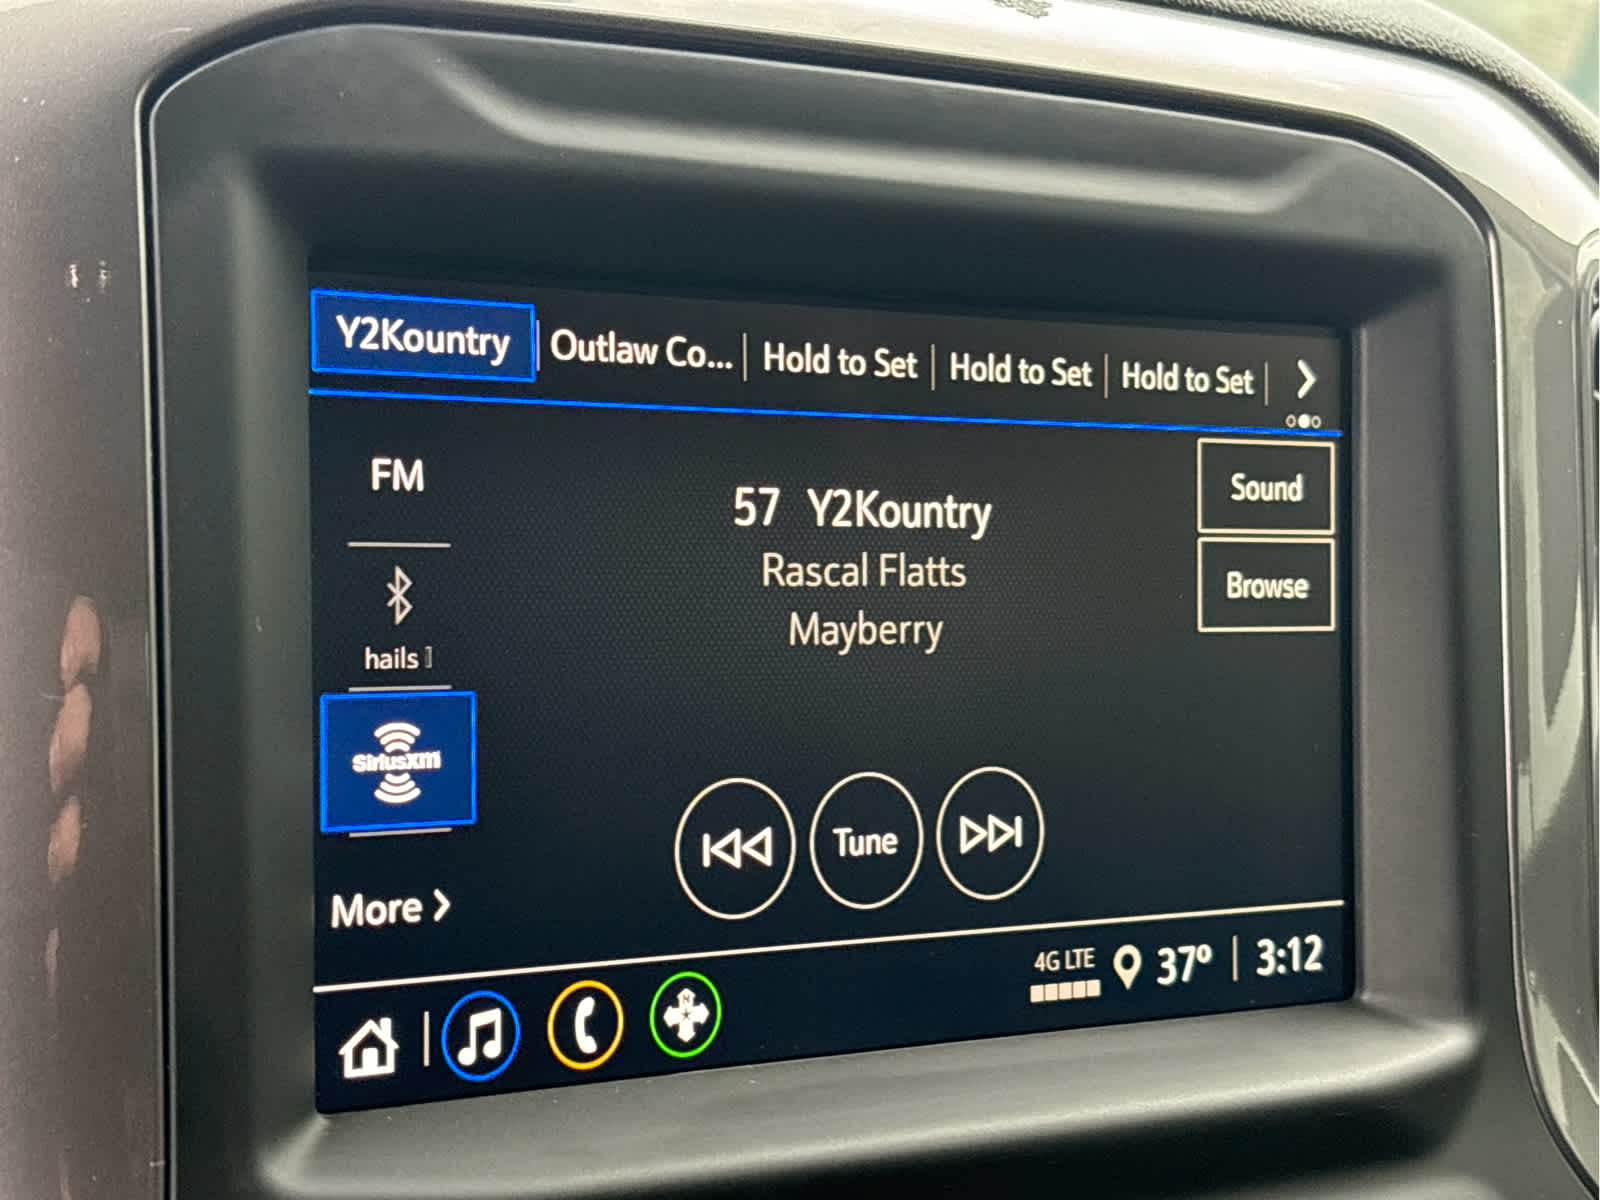 Y2Kountry
Outlaw Co...
Hold to Set
Hold to Set
Hold to Set
FM
57 Y2Kountry
Sound
Rascal Flatts
Browse
Mayberry
hails
SiriusXM
Tune
More
4G LTE
37°
3:12
N